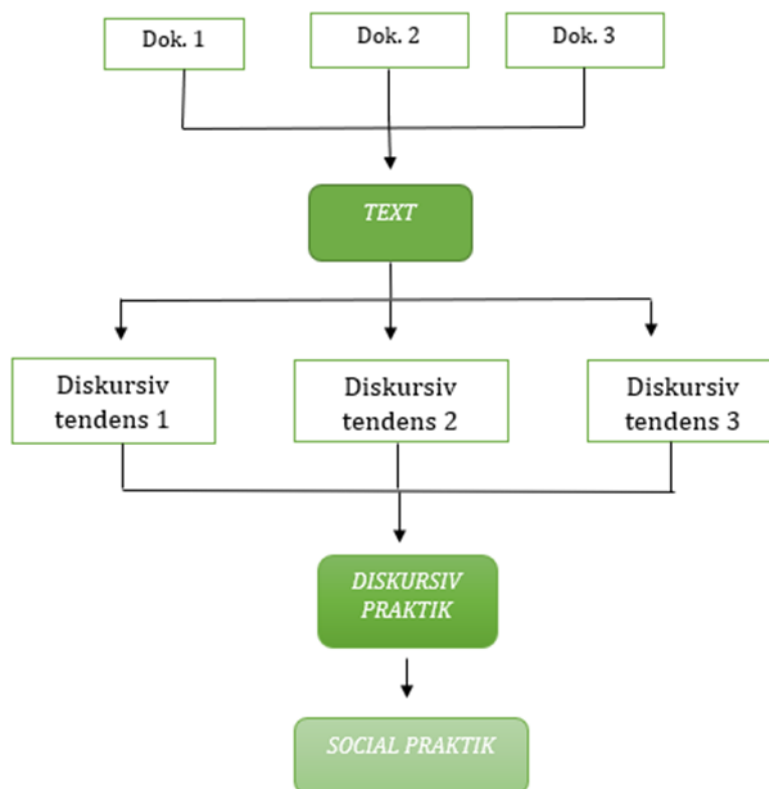 Dok. 1
Dok. 2
Dok. 3
TEXT
Diskursiv
tendens 1
Diskursiv
tendens 2
Diskursiv
tendens 3
DISKURSIV
PRAKTIK
SOCIAL PRAKTIK